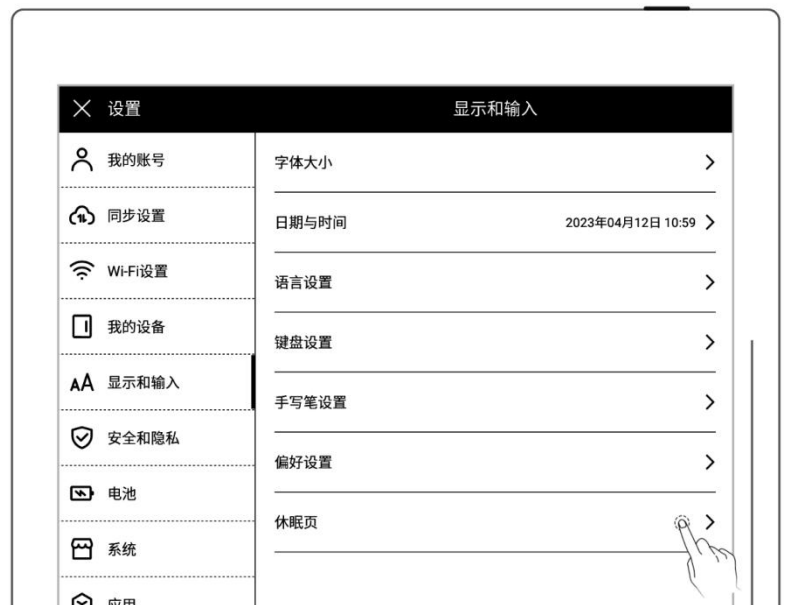 设置
显示和输入
我的账号
同步设置
Wi-Fi设置
我的设备
AA 显示和输入
安全和隐私
电池
系统
应用
字体大小
日期与时间 2023年04月12日 10:59
语言设置
键盘设置
手写笔设置
偏好设置
休眠页